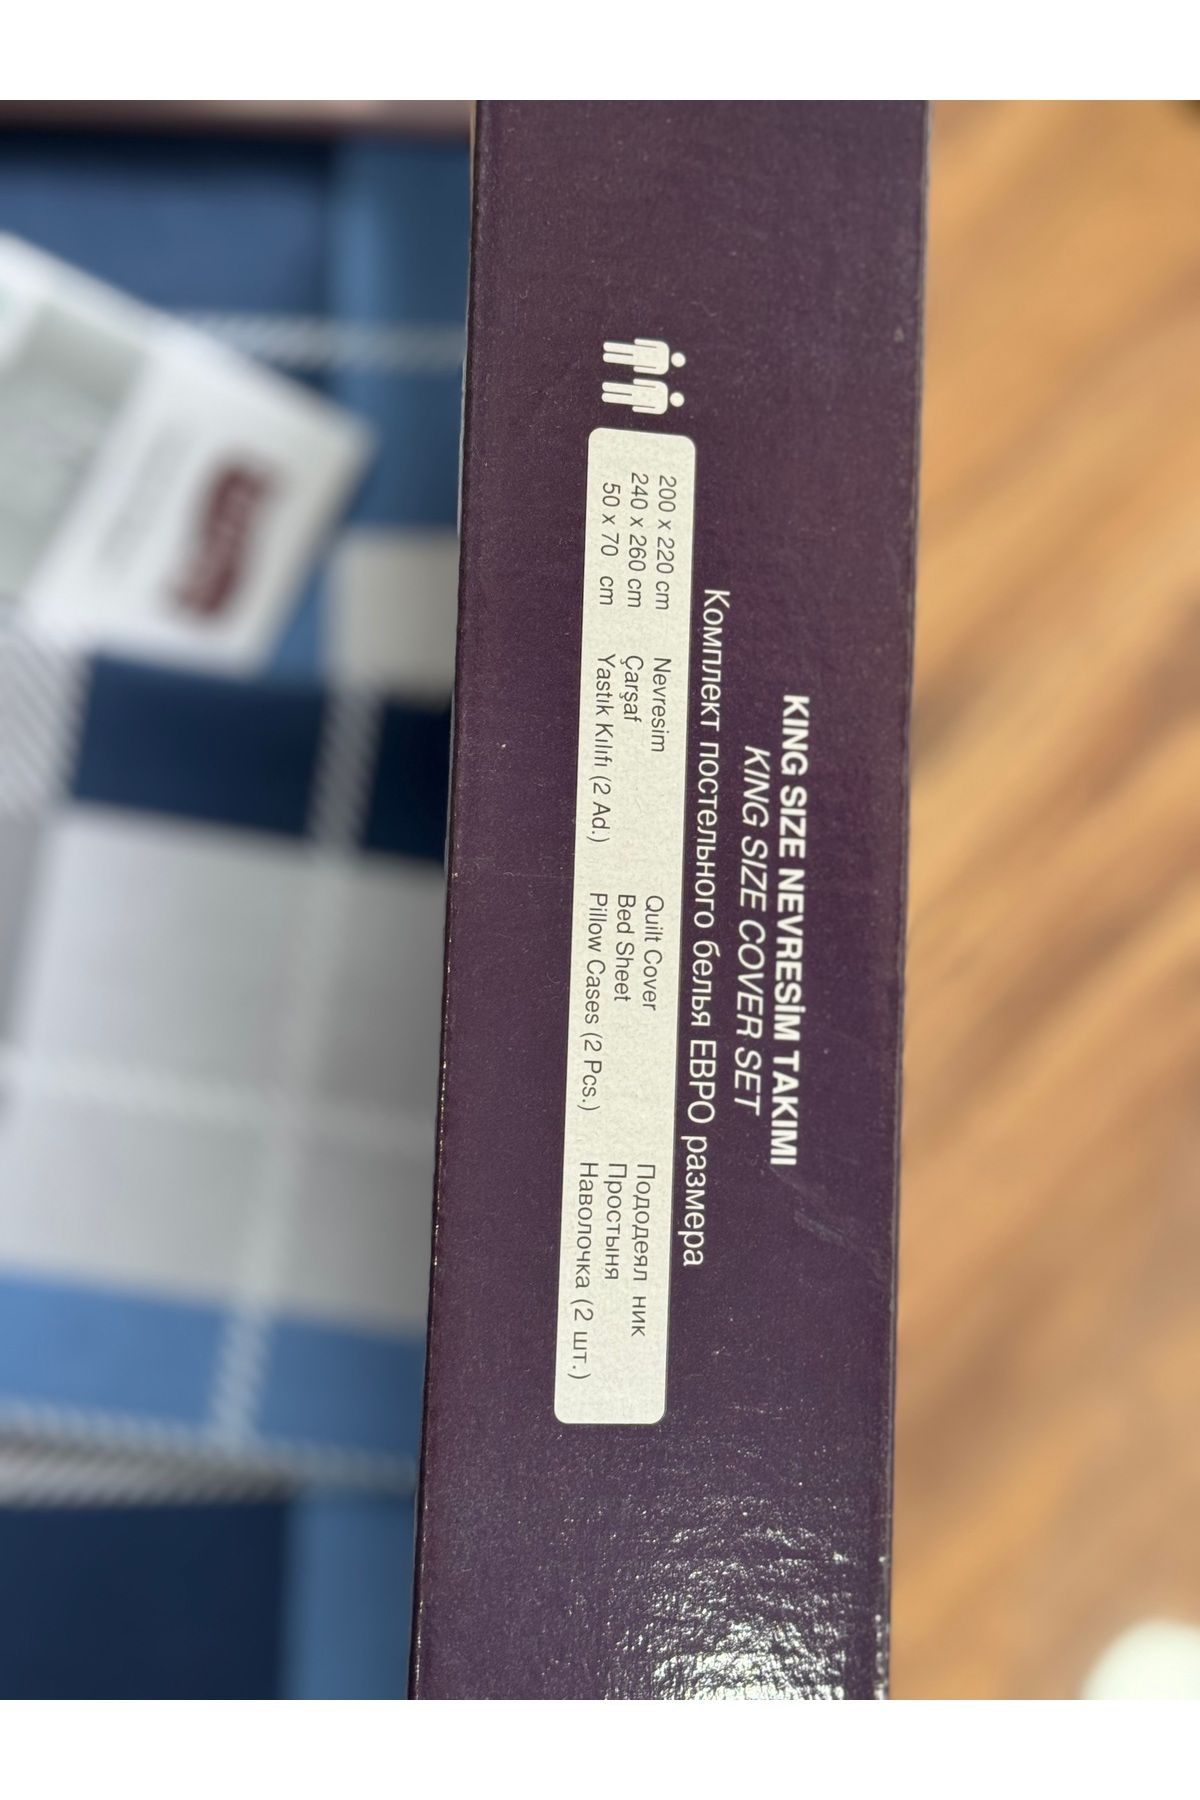 KING SIZE NEVRESİM TAKIMI
KING SIZE COVER SET
Комплект постельного белья ЕВРО размера
200 x 220 cm Nevresim Quilt Cover Пододеял ник
240 x 260 cm Çarşaf Bed Sheet Простыня
50 x 70 cm Yastık Kılıfı (2 Ad.) Pillow Cases (2 Pcs.) Наволочка (2 шт.)